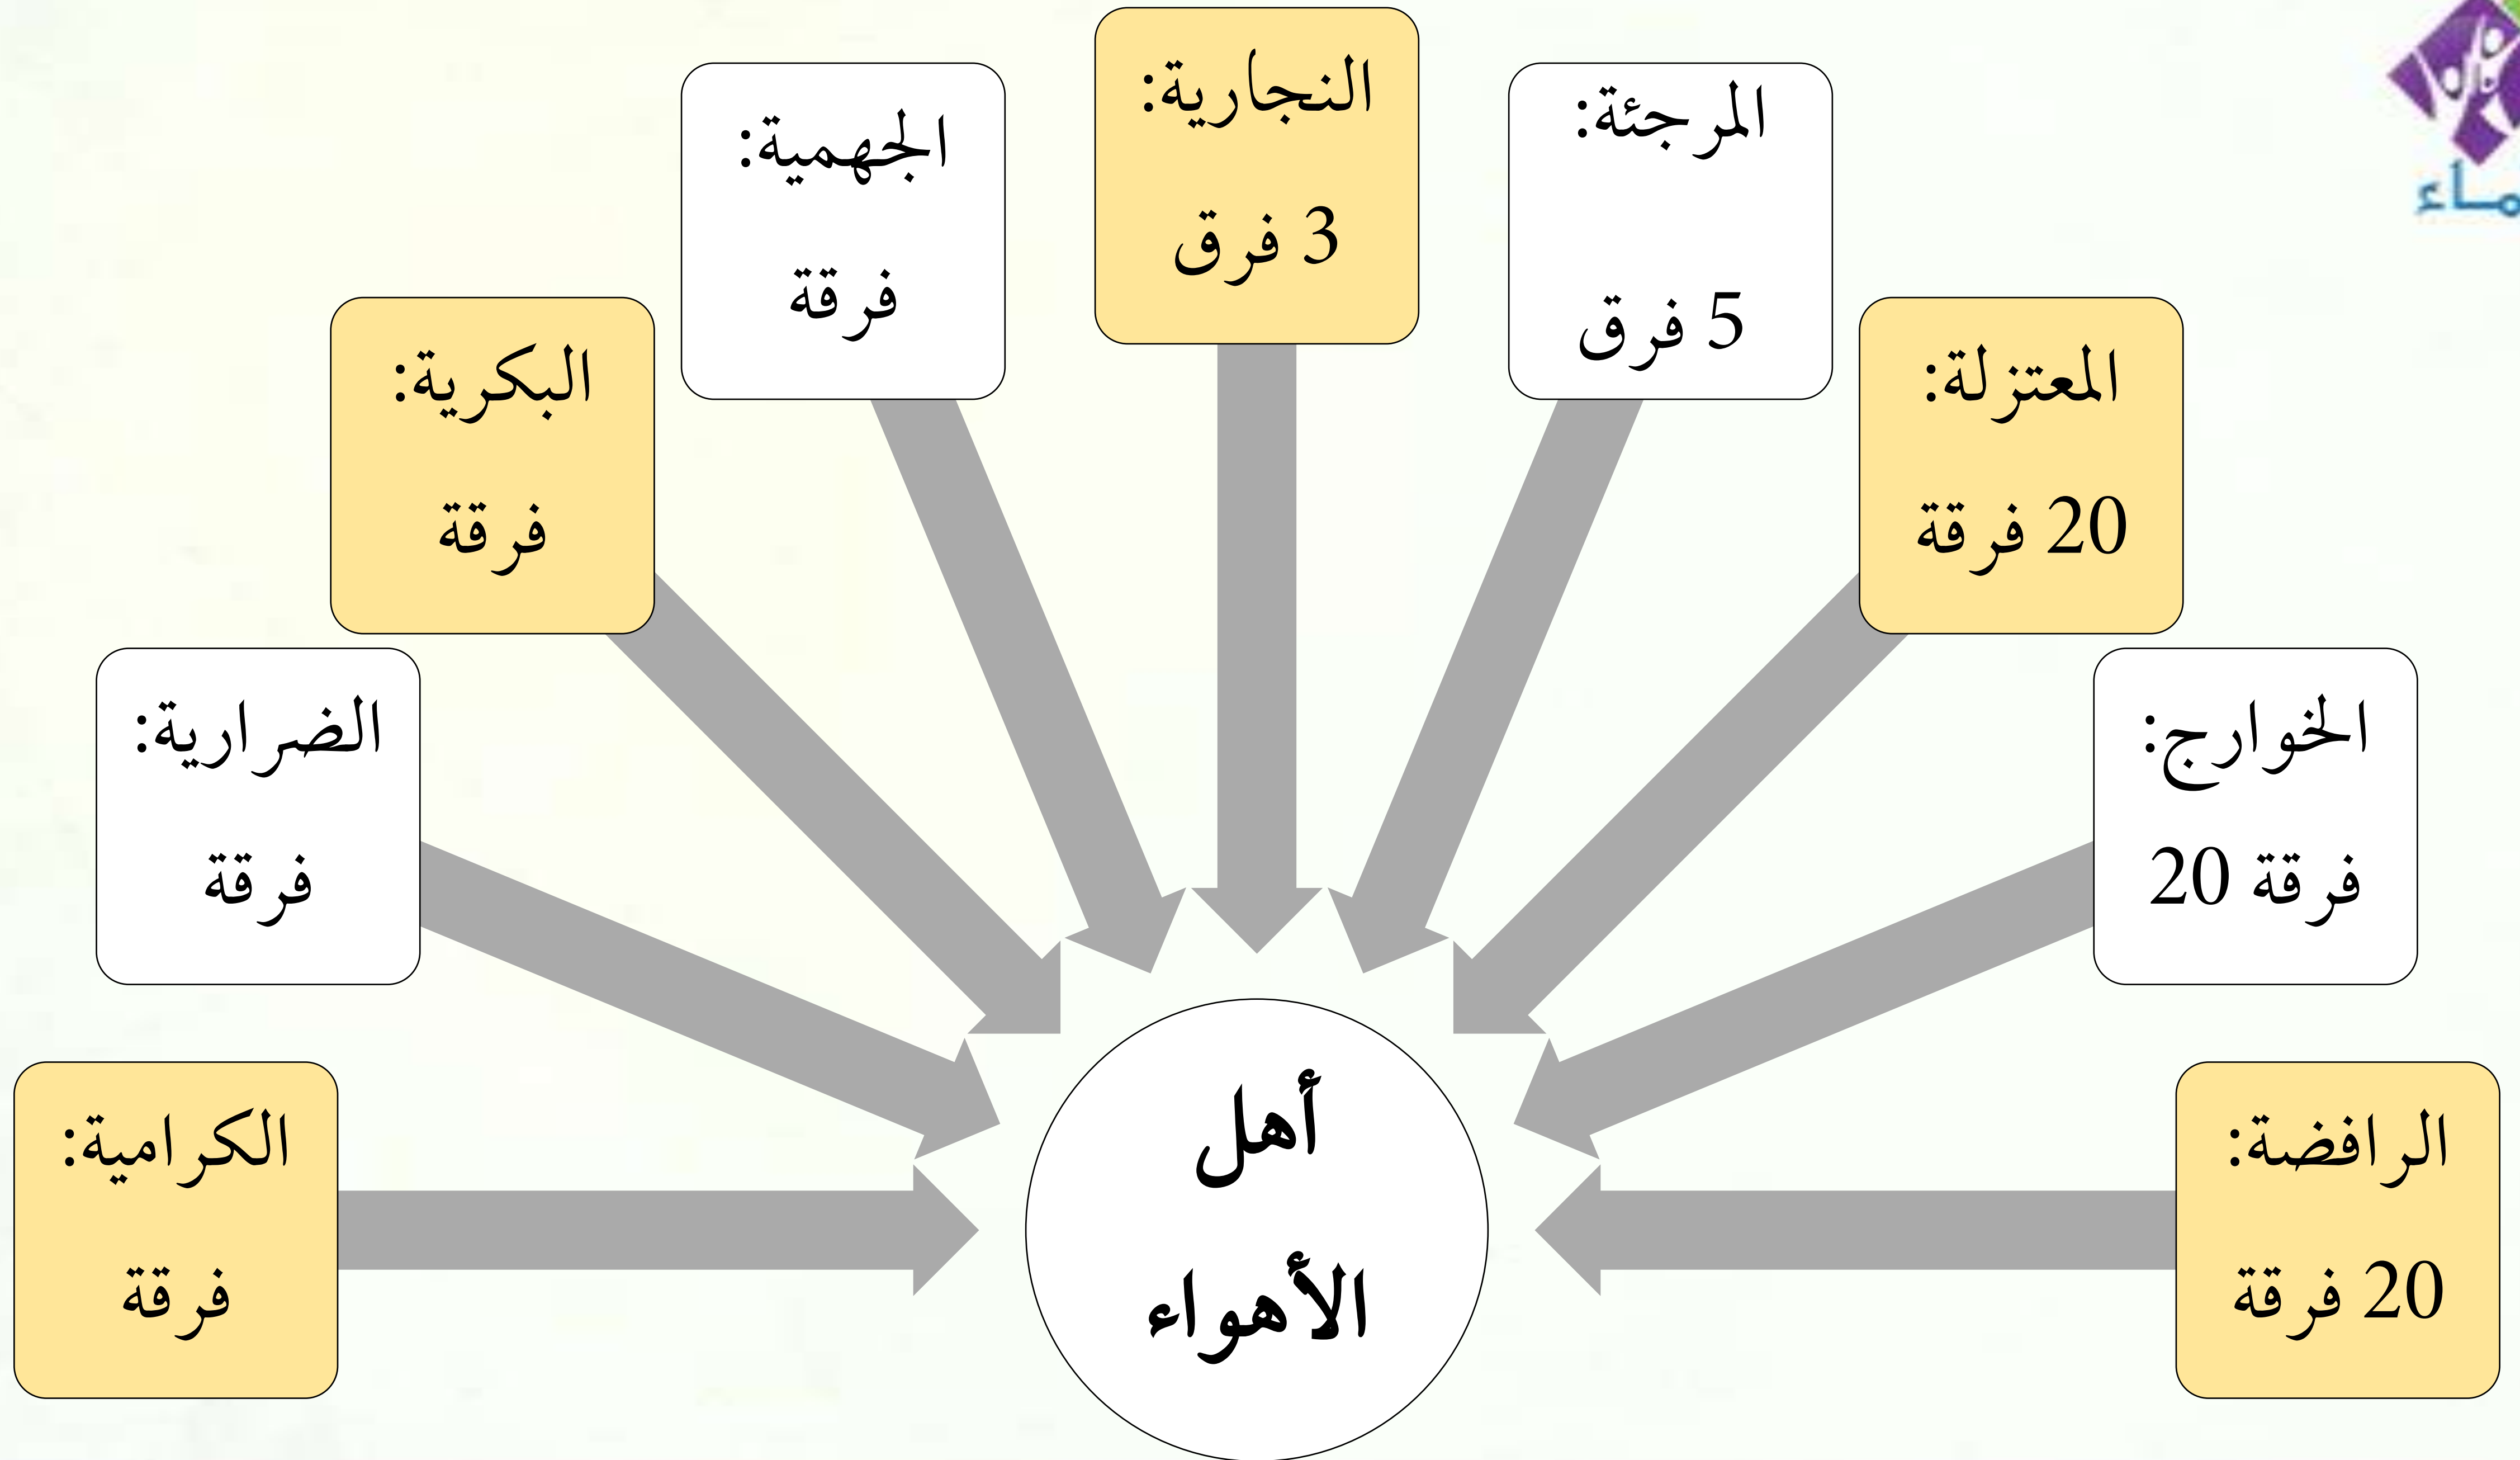 النجارية:
3 فرق
المرجئة:
5 فرق
الجهمية:
فرقة
المعتزلة:
20 فرقة
البكرية:
فرقة
الخوارج:
فرقة 20
الضرارية:
فرقة
الرافضة:
20 فرقة
الكرامية:
فرقة
أهل
الأهواء